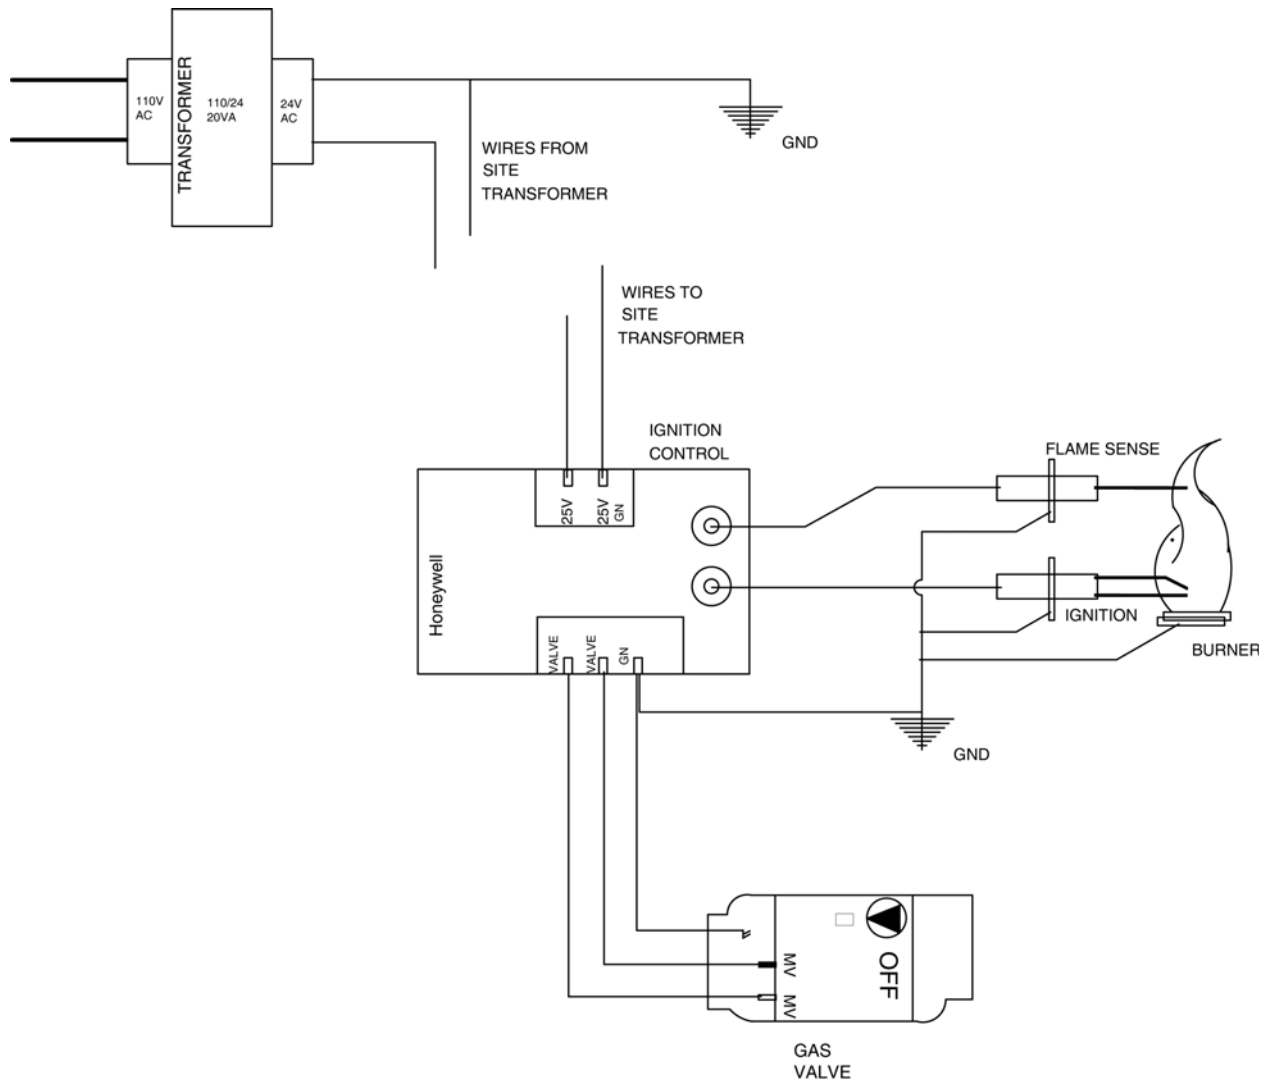 TRANSFORMER
110V
AC
110/24
20VA
24V
AC
GND
WIRES FROM
SITE
TRANSFORMER
WIRES TO
SITE
TRANSFORMER
IGNITION
CONTROL
FLAME SENSE
25V
25V
GN
Honeywell
VALVE
VALVE
GN
IGNITION
BURNER
GND
MV
MV
OFF
GAS
VALVE